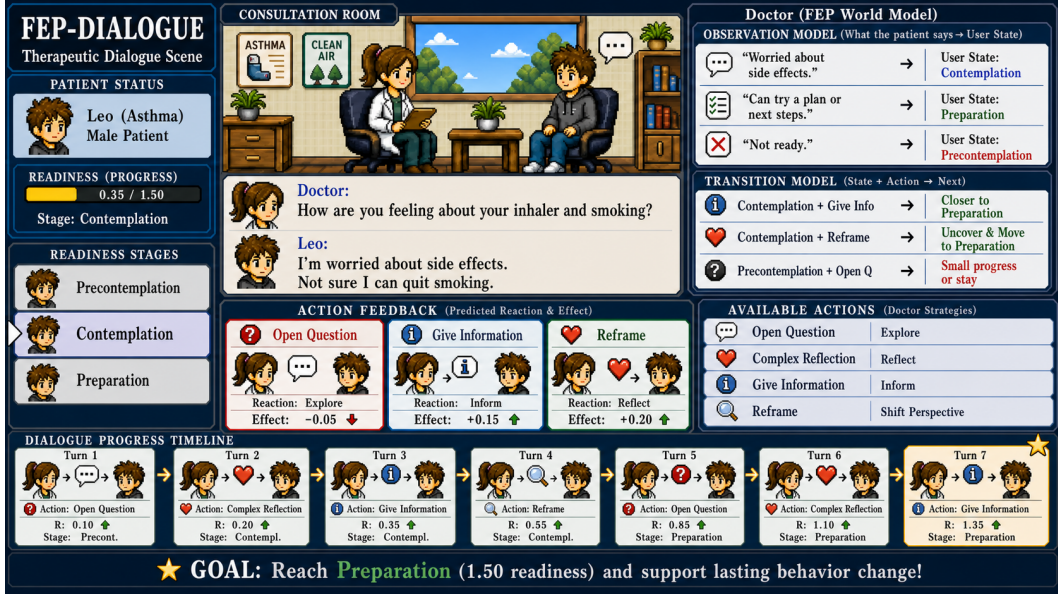 FEP-DIALOGUE
Therapeutic Dialogue Scene
PATIENT STATUS
Leo (Asthma)
Male Patient
READINESS (PROGRESS)
0.35 / 1.50
Stage: Contemplation
READINESS STAGES
Precontemplation
Contemplation
Preparation
CONSULTATION ROOM
ASTHMA
CLEAN
AIR
Doctor:
How are you feeling about your inhaler and smoking?
Leo:
I'm worried about side effects.
Not sure I can quit smoking.
Doctor (FEP World Model)
OBSERVATION MODEL (What the patient says → User State)
"Worried about
side effects."
→
User State:
Contemplation
"Can try a plan or
next steps."
→
User State:
Preparation
"Not ready."
→
User State:
Precontemplation
TRANSITION MODEL (State + Action → Next)
Contemplation + Give Info
→
Closer to
Preparation
Contemplation + Reframe
→
Uncover & Move
to Preparation
Precontemplation + Open Q
→
Small progress
or stay
ACTION FEEDBACK (Predicted Reaction & Effect)
Open Question
Reaction: Explore
Effect: −0.05
Give Information
Reaction: Inform
Effect: +0.15
Reframe
Reaction: Reflect
Effect: +0.20
AVAILABLE ACTIONS (Doctor Strategies)
Open Question Explore
Complex Reflection Reflect
Give Information Inform
Reframe Shift Perspective
DIALOGUE PROGRESS TIMELINE
Turn 1
Action: Open Question
R: 0.10
Stage: Precont.
Turn 2
Action: Complex Reflection
R: 0.20
Stage: Contempl.
Turn 3
Action: Give Information
R: 0.35
Stage: Contempl.
Turn 4
Action: Reframe
R: 0.55
Stage: Contempl.
Turn 5
Action: Open Question
R: 0.85
Stage: Preparation
Turn 6
Action: Complex Reflection
R: 1.10
Stage: Preparation
Turn 7
Action: Give Information
R: 1.35
Stage: Preparation
GOAL: Reach Preparation (1.50 readiness) and support lasting behavior change!